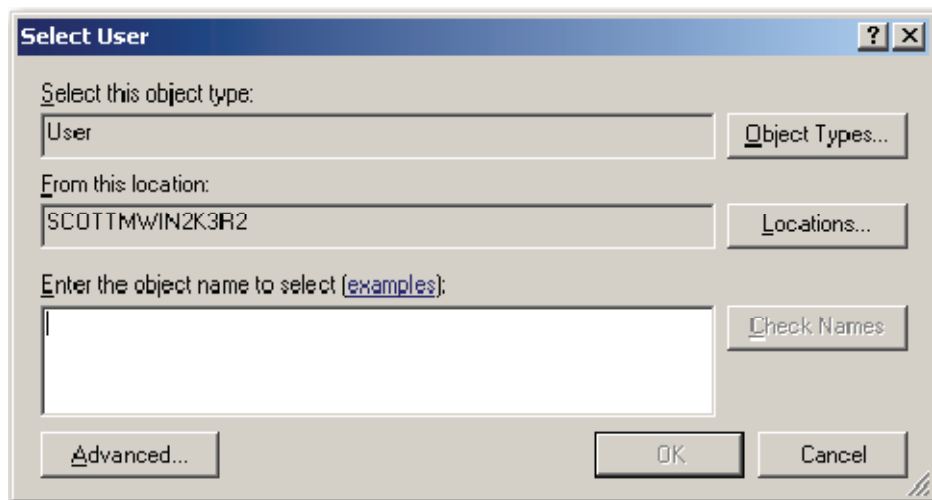 Select User
Select this object type:
User
Object Types...
From this location:
SCOTTMWIN2K3R2
Locations...
Enter the object name to select (examples):
Check Names
Advanced...
OK
Cancel